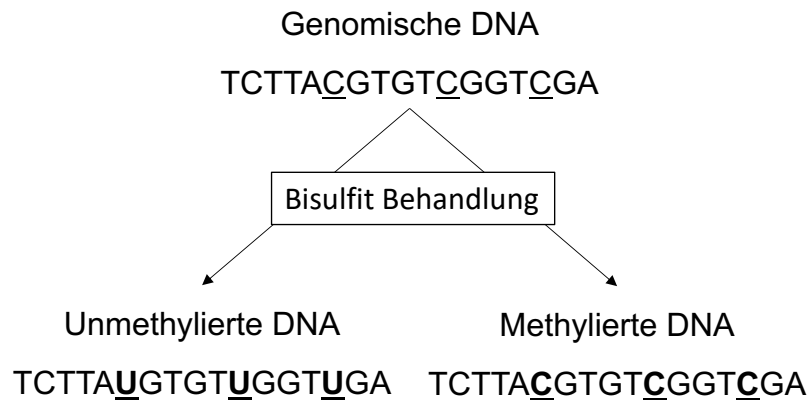 Genomische DNA
TCTTACGTGTCGGTCGA
Bisulfit Behandlung
Unmethylierte DNA
TCTTAUGTGTUGGTUGA
Methylierte DNA
TCTTACGTGTCGGTCGA